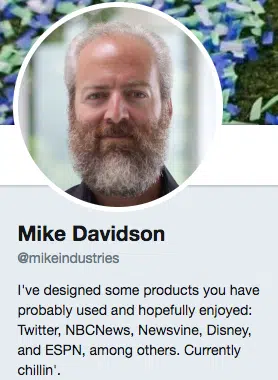 Mike Davidson
@mikeindustries
I've designed some products you have
probably used and hopefully enjoyed:
Twitter, NBCNews, Newsvine, Disney,
and ESPN, among others. Currently
chillin'.